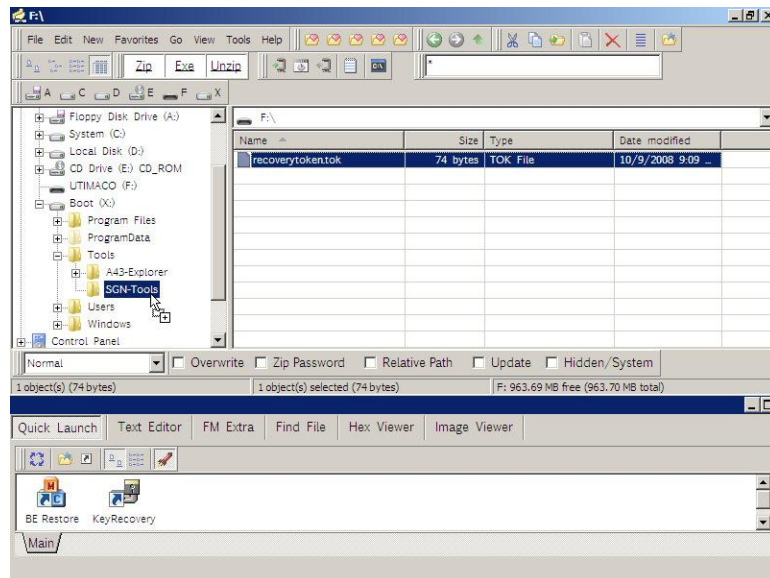 F:\
File Edit New Favorites Go View Tools Help
Zip Exe Unzip *
A C D E F X
Floppy Disk Drive (A:)
System (C:)
Local Disk (D:)
CD Drive (E:) CD_ROM
UTIMACO (F:)
Boot (X:)
Program Files
ProgramData
Tools
A43-Explorer
SGN-Tools
Users
Windows
Control Panel
F:\
Name Size Type Date modified
recoverytoken.tok 74 bytes TOK File 10/9/2008 9:09 ...
Normal Overwrite Zip Password Relative Path Update Hidden/System
1 object(s) (74 bytes) 1 object(s) selected (74 bytes) F: 963.69 MB free (963.70 MB total)
Quick Launch Text Editor FM Extra Find File Hex Viewer Image Viewer
BE Restore KeyRecovery
Main